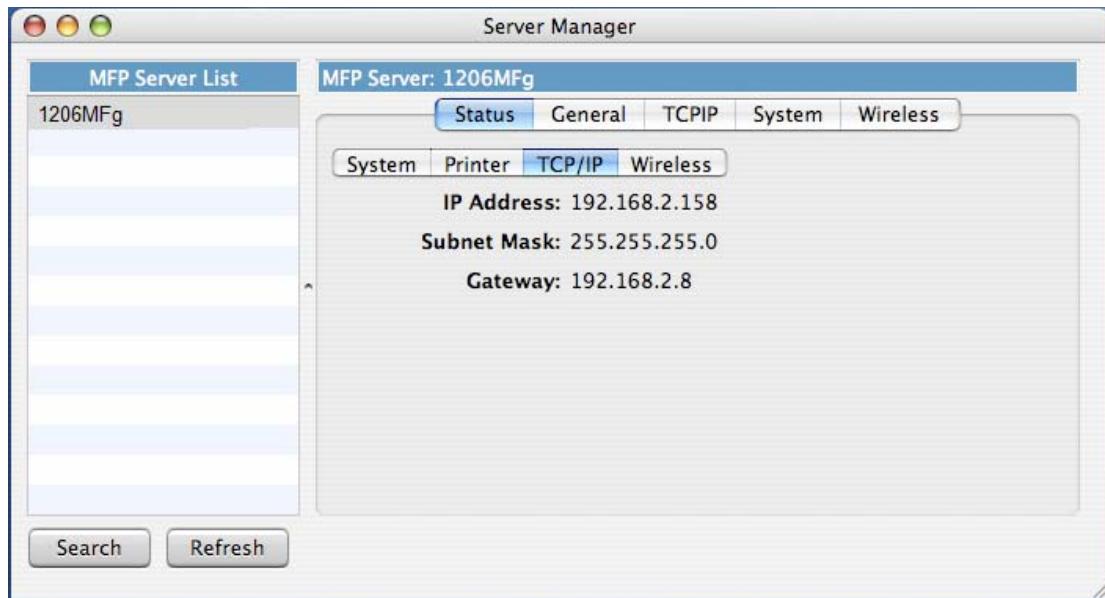 Server Manager
MFP Server List
1206MFg
MFP Server: 1206MFg
Status General TCPIP System Wireless
System Printer TCP/IP Wireless
IP Address: 192.168.2.158
Subnet Mask: 255.255.255.0
Gateway: 192.168.2.8
Search Refresh